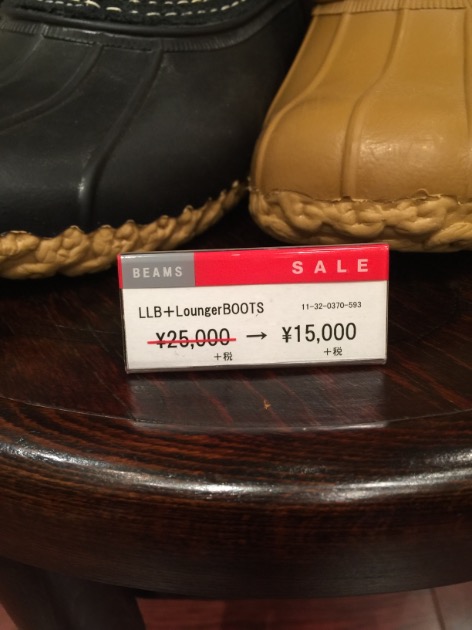 BEAMS SALE
LLB+LoungerBOOTS 11-32-0370-593
¥25,000 → ¥15,000
+税 +税